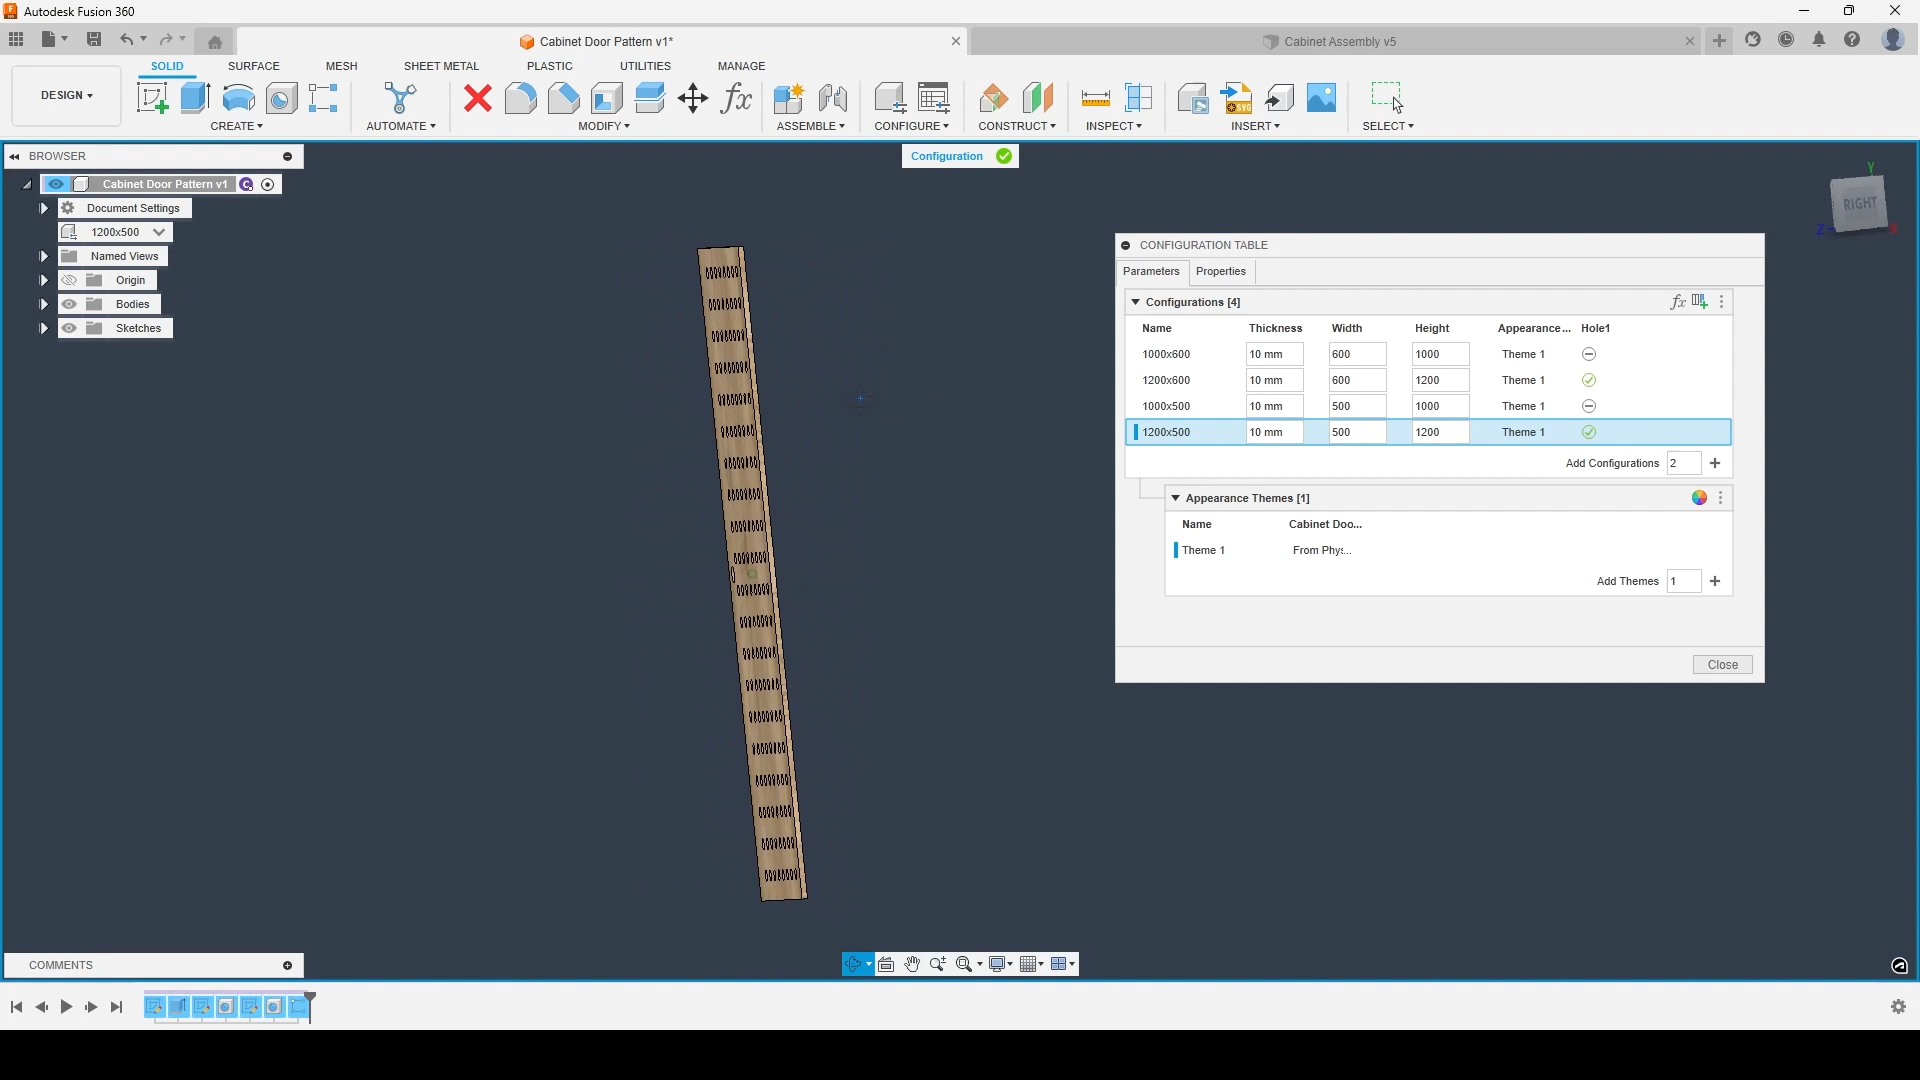 Autodesk Fusion 360
Cabinet Door Pattern v1*
Cabinet Assembly v5
DESIGN
SOLID
SURFACE
MESH
SHEET METAL
PLASTIC
UTILITIES
MANAGE
CREATE
AUTOMATE
MODIFY
ASSEMBLE
CONFIGURE
CONSTRUCT
INSPECT
INSERT
SELECT
fx
SVG
BROWSER
Configuration
Cabinet Door Pattern v1 C
Document Settings
1200x500
Named Views
Origin
Bodies
Sketches
Y
RIGHT
Z
X
CONFIGURATION TABLE
Parameters Properties
Configurations [4] fx
Name Thickness Width Height Appearance... Hole1
1000x600 10 mm 600 1000 Theme 1
1200x600 10 mm 600 1200 Theme 1
1000x500 10 mm 500 1000 Theme 1
1200x500 10 mm 500 1200 Theme 1
Add Configurations 2
Appearance Themes [1]
Name Cabinet Doo...
Theme 1 From Phys...
Add Themes 1
Close
COMMENTS